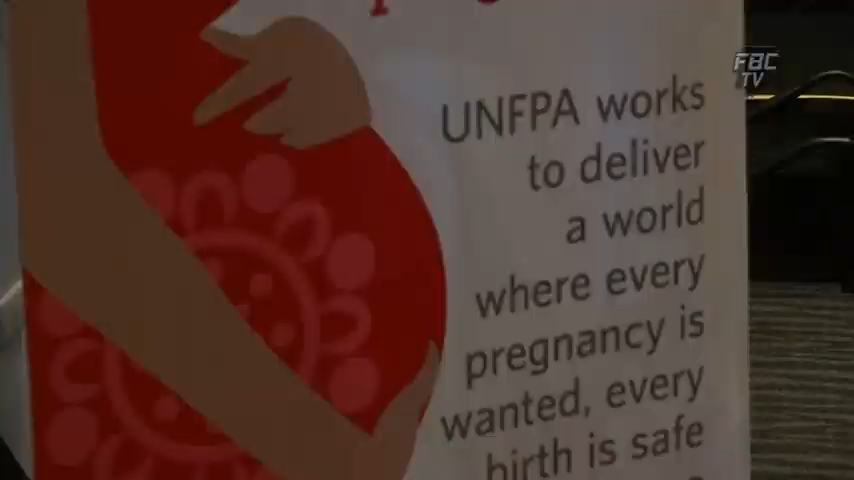 FBC
TV
UNFPA works
to deliver
a world
where every
pregnancy is
wanted, every
birth is safe